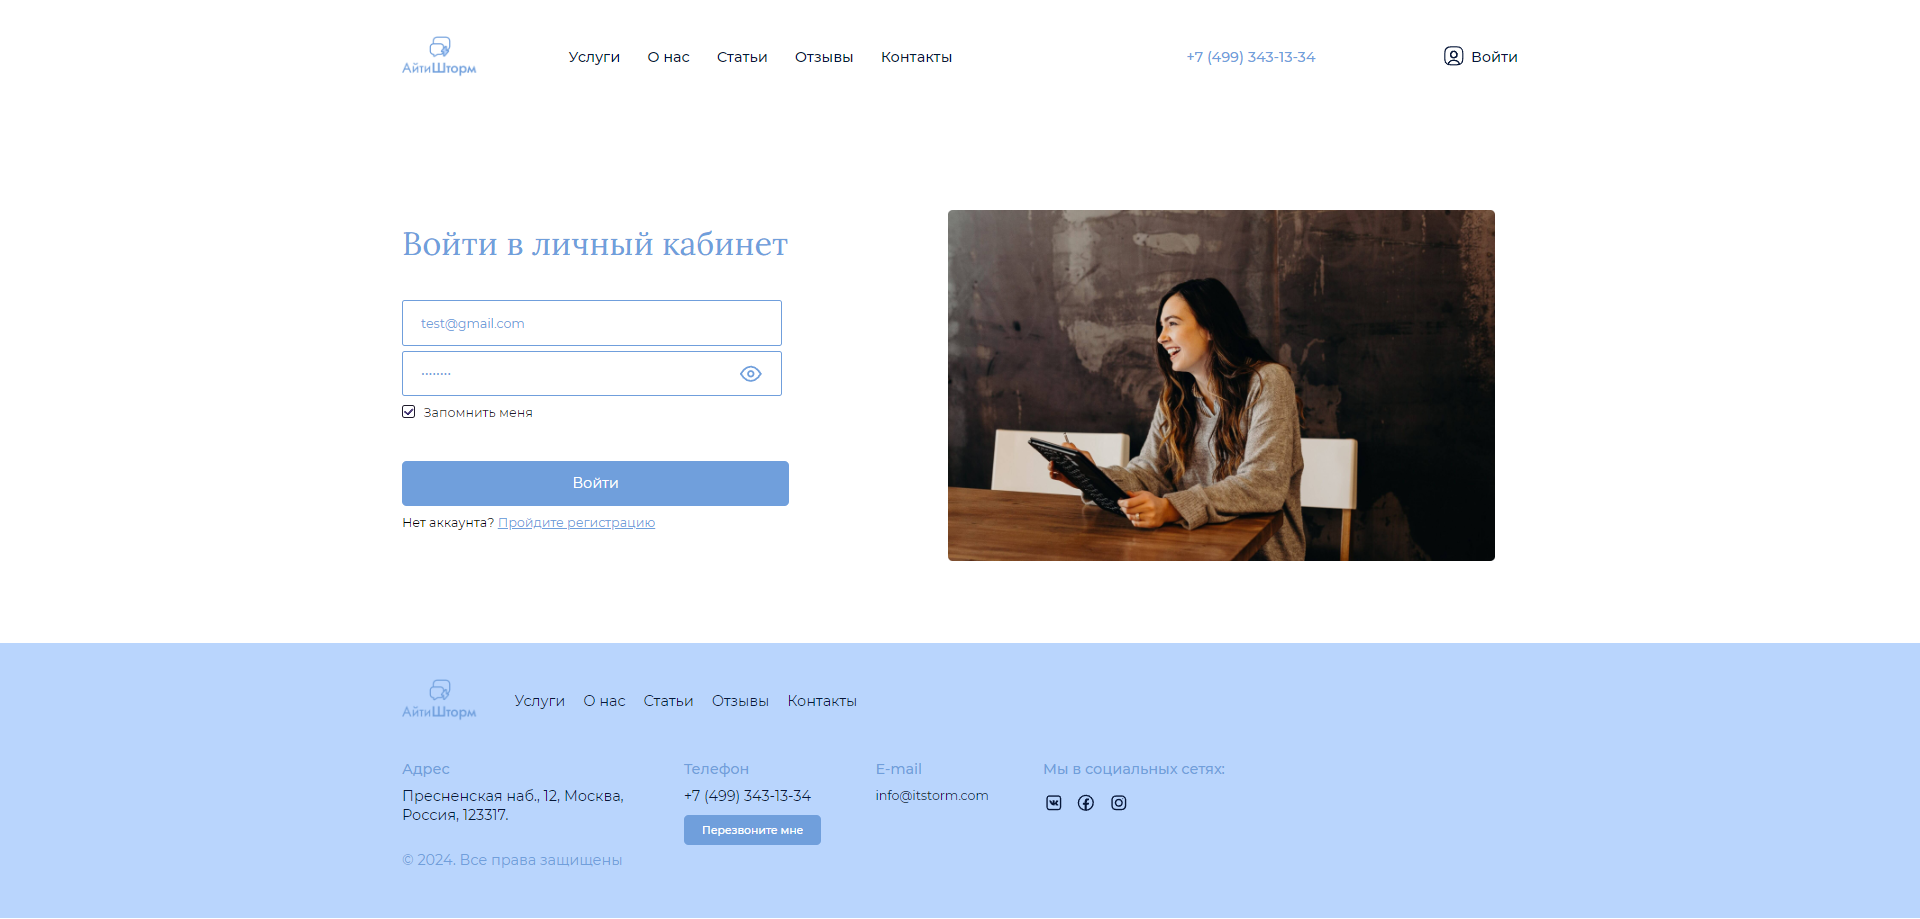 АйтиШторм
Услуги О нас Статьи Отзывы Контакты
+7 (499) 343-13-34
Войти
Войти в личный кабинет
test@gmail.com
Запомнить меня
Войти
Нет аккаунта? Пройдите регистрацию
АйтиШторм
Услуги О нас Статьи Отзывы Контакты
Адрес
Пресненская наб., 12, Москва,
Россия, 123317.
Телефон
+7 (499) 343-13-34
Перезвоните мне
E-mail
info@itstorm.com
Мы в социальных сетях:
© 2024. Все права защищены